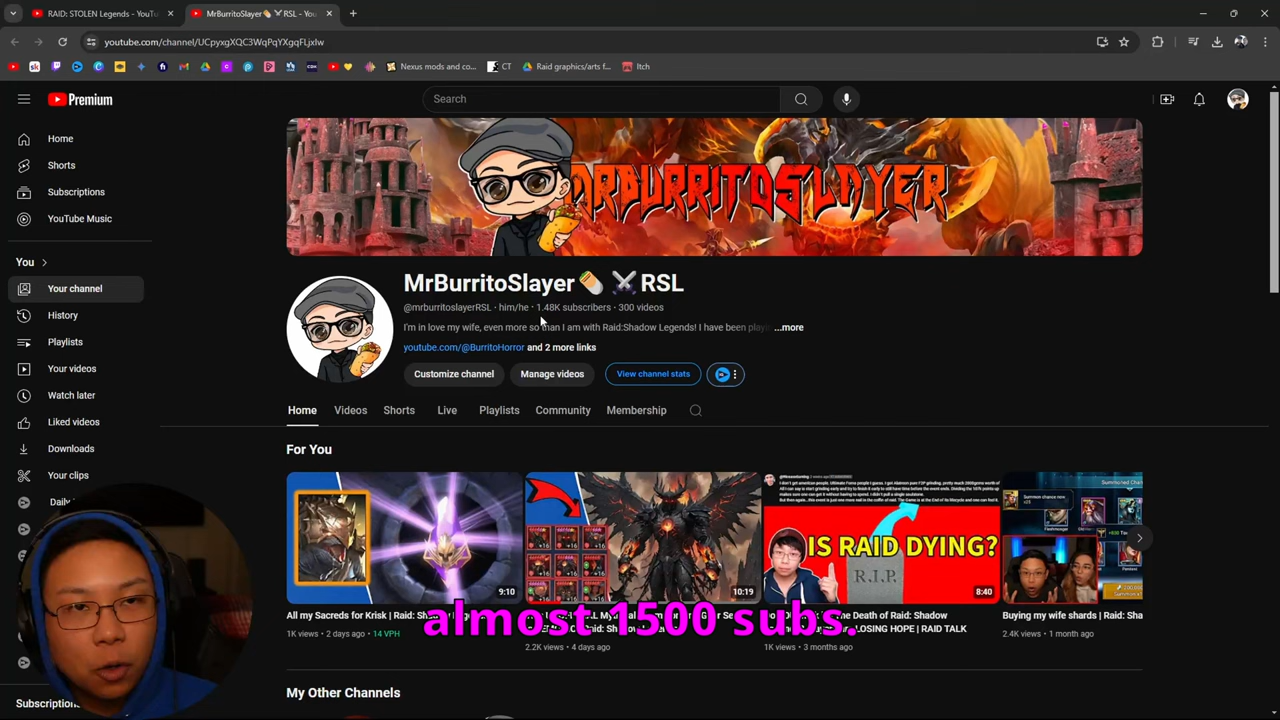 RAID: STOLEN Legends - YouTu
MrBurritoSlayer🌯⚔️RSL - You
youtube.com/channel/UCpyxgXQC3WqPqYXgqFLjxIw
Nexus mods and co...
CT
Raid graphics/arts f...
Itch
Premium
Search
Home
Shorts
Subscriptions
YouTube Music
You
Your channel
History
Playlists
Your videos
Watch later
Liked videos
Downloads
Your clips
Subscriptions
MRBURRITOSLAYER
MrBurritoSlayer🌯⚔️RSL
@mrburritoslayerRSL · him/he · 1.48K subscribers · 300 videos
I'm in love my wife, even more so than I am with Raid:Shadow Legends! I have been playe ...more
youtube.com/@BurritoHorror and 2 more links
Customize channel
Manage videos
View channel stats
Home
Videos
Shorts
Live
Playlists
Community
Membership
For You
9:10
10:19
IS RAID DYING?
R.I.P.
8:40
All my Sacreds for Krisk | Raid: Sh
1K views • 2 days ago • 14 VPH
2.2K views • 4 days ago
the Death of Raid: Shadow
LOSING HOPE | RAID TALK
1K views • 3 months ago
Buying my wife shards | Raid: Sha
2.4K views • 1 month ago
almost 1500 subs.
My Other Channels